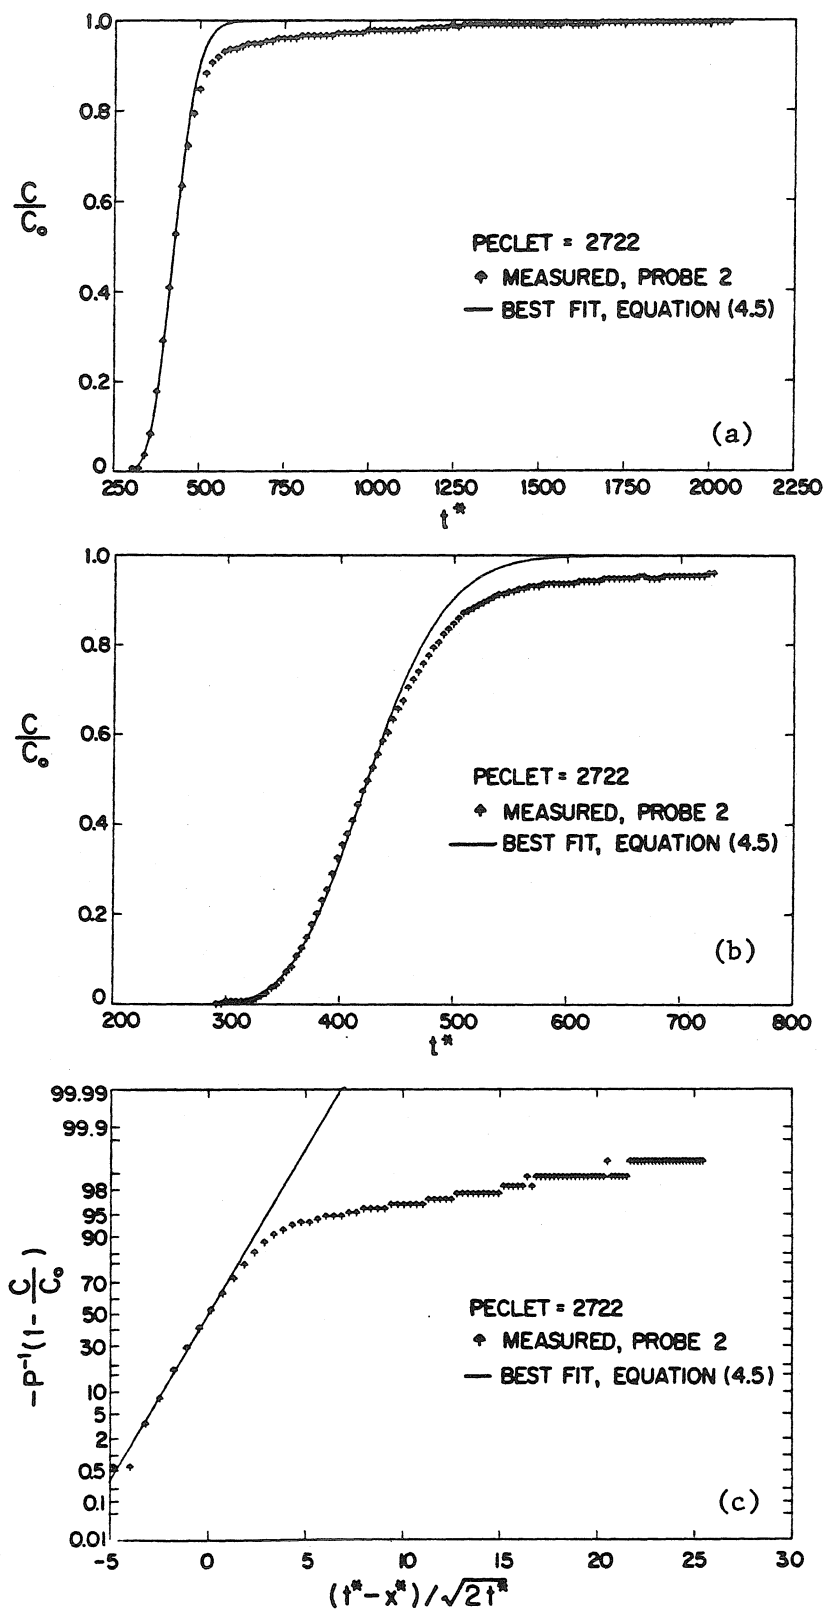 1.0
0.8
0.6
0.4
0.2
0
C
C₀
PECLET = 2722
MEASURED, PROBE 2
BEST FIT, EQUATION (4.5)
(a)
250 500 750 1000 1250 1500 1750 2000 2250
t*
1.0
0.8
0.6
0.4
0.2
0
C
C₀
PECLET = 2722
MEASURED, PROBE 2
BEST FIT, EQUATION (4.5)
(b)
200 300 400 500 600 700 800
t*
99.99
99.9
98
95
90
70
50
30
10
5
2
0.5
0.1
0.01
-P⁻¹(1- C/C₀)
PECLET = 2722
MEASURED, PROBE 2
BEST FIT, EQUATION (4.5)
(c)
-5 0 5 10 15 20 25 30
(t*-x*)/√2t*